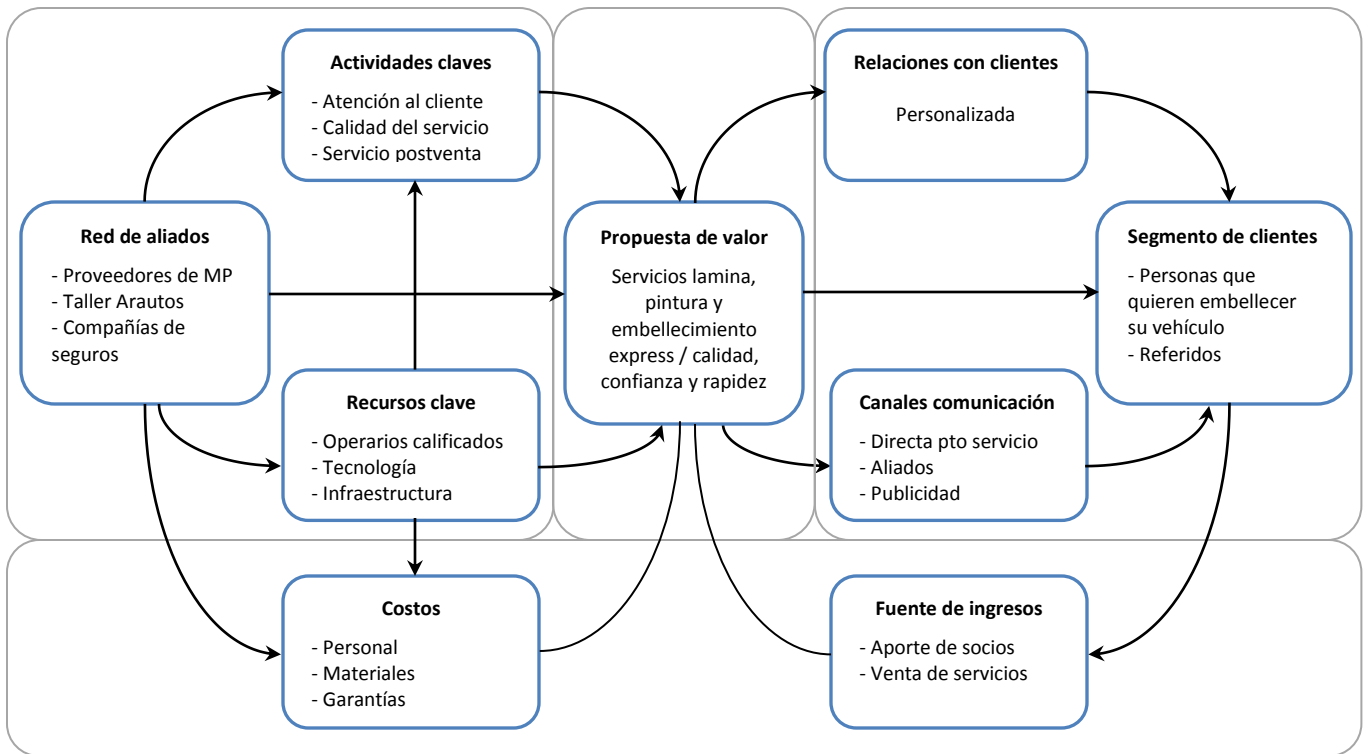 Actividades claves
- Atención al cliente
- Calidad del servicio
- Servicio postventa
Relaciones con clientes
Personalizada
Red de aliados
- Proveedores de MP
- Taller Arautos
- Compañías de
seguros
Propuesta de valor
Servicios lamina,
pintura y
embellecimiento
express / calidad,
confianza y rapidez
Segmento de clientes
- Personas que
quieren embellecer
su vehículo
- Referidos
Recursos clave
- Operarios calificados
- Tecnología
- Infraestructura
Canales comunicación
- Directa pto servicio
- Aliados
- Publicidad
Costos
- Personal
- Materiales
- Garantías
Fuente de ingresos
- Aporte de socios
- Venta de servicios